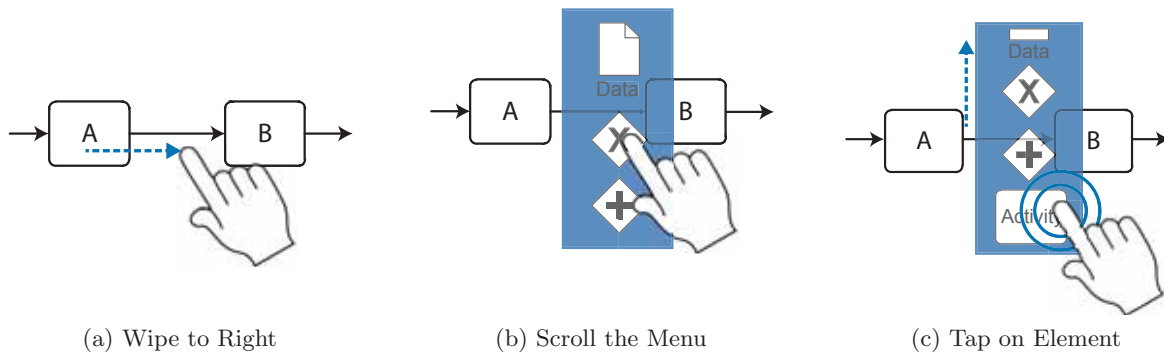 A
B
(a) Wipe to Right
Data
A
B
X
(b) Scroll the Menu
Data
X
A
B
Activity
(c) Tap on Element